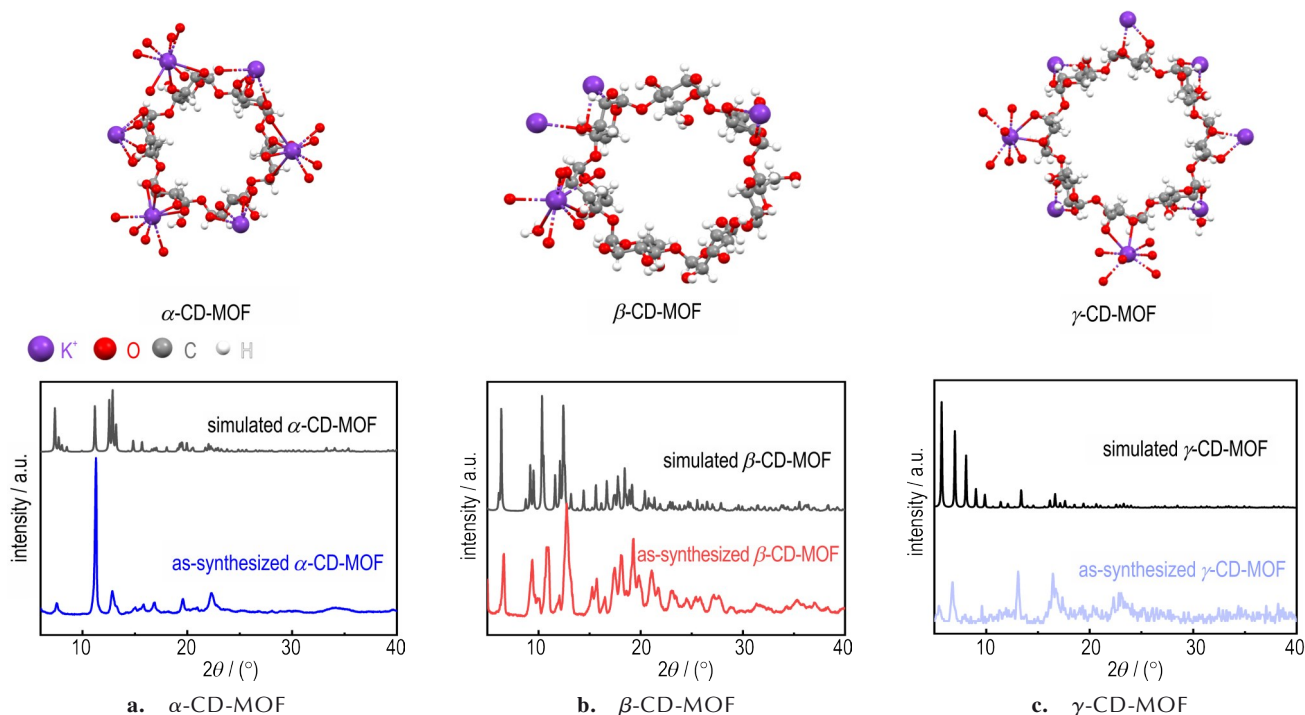 α-CD-MOF
β-CD-MOF
γ-CD-MOF
K⁺ O C H
simulated α-CD-MOF
as-synthesized α-CD-MOF
intensity / a.u.
10 20 30 40
2θ / (°)
a. α-CD-MOF
simulated β-CD-MOF
as-synthesized β-CD-MOF
intensity / a.u.
10 20 30 40
2θ / (°)
b. β-CD-MOF
simulated γ-CD-MOF
as-synthesized γ-CD-MOF
intensity / a.u.
10 20 30 40
2θ / (°)
c. γ-CD-MOF